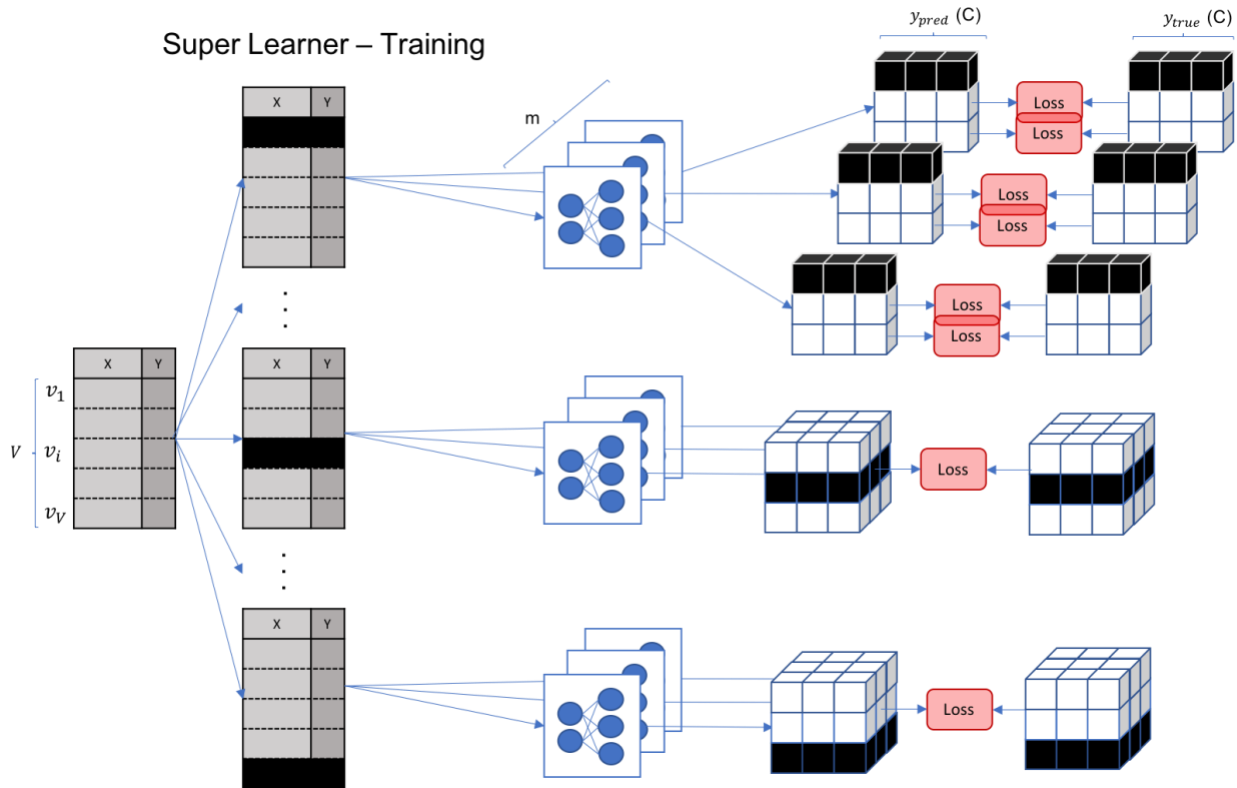 y_pred (C)
y_true (C)
Super Learner – Training
X Y
m
Loss
Loss
Loss
Loss
Loss
Loss
⋮
X Y
X Y
v_1
V
v_i
v_V
Loss
⋮
X Y
Loss